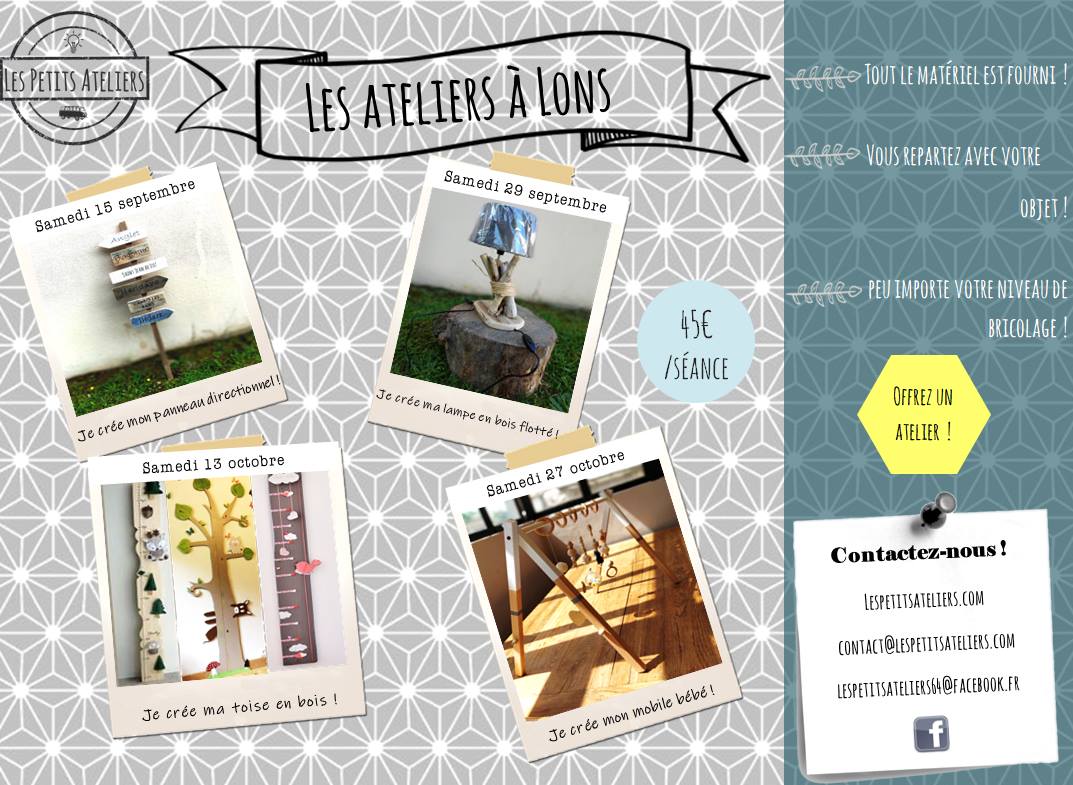 Les Petits Ateliers
Les ateliers à Lons
Samedi 15 septembre
Anglet
Je crée mon panneau directionnel !
Samedi 29 septembre
Je crée ma lampe en bois flotté !
45€
/séance
Samedi 13 octobre
Je crée ma toise en bois !
Samedi 27 octobre
Je crée mon mobile bébé !
Tout le matériel est fourni !
Vous repartez avec votre
objet !
peu importe votre niveau de
bricolage !
Offrez un
atelier !
Contactez-nous !
Lespetitsateliers.com
contact@lespetitsateliers.com
lespetitsateliers64@facebook.fr
f